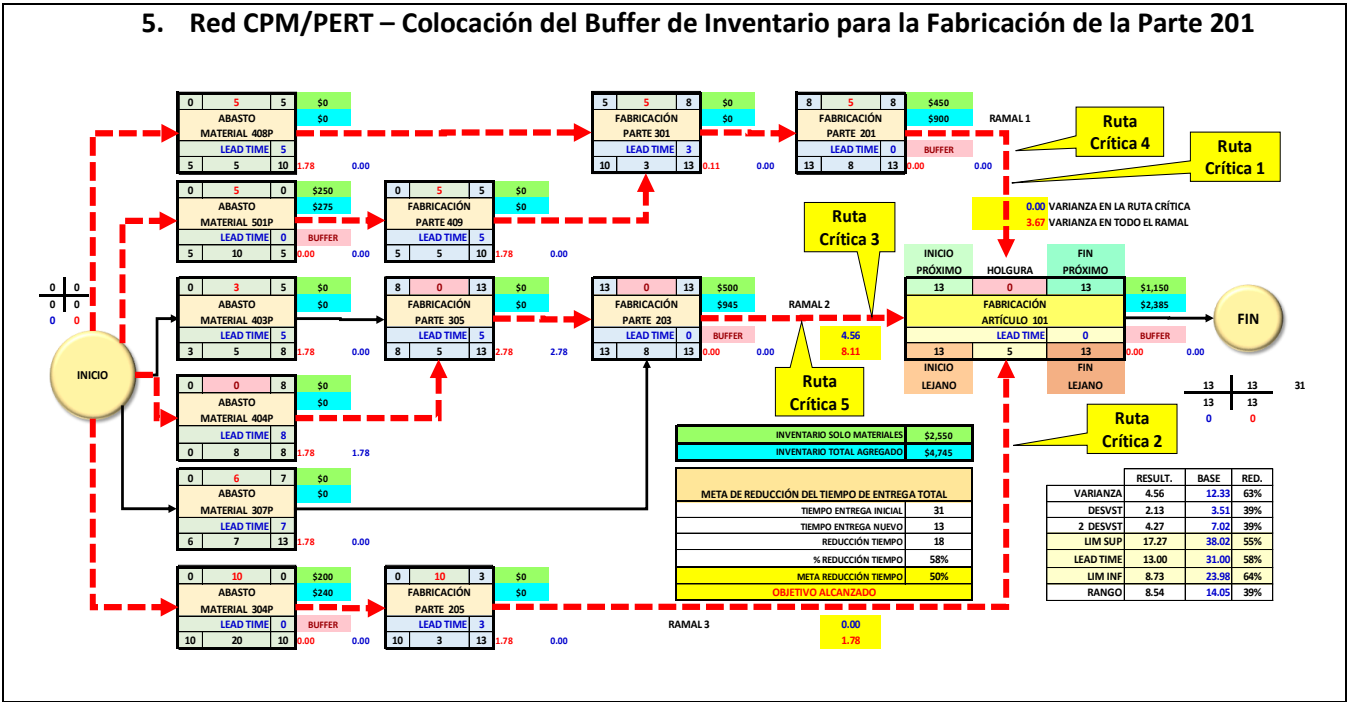 5. Red CPM/PERT – Colocación del Buffer de Inventario para la Fabricación de la Parte 201
0 5 5 $0
ABASTO $0
MATERIAL 408P
LEAD TIME 5
5 5 10 1.78 0.00
5 5 8 $0
FABRICACIÓN $0
PARTE 301
LEAD TIME 3
10 3 13 0.11 0.00
8 5 8 $450
FABRICACIÓN $900
PARTE 201
LEAD TIME 0 BUFFER
13 8 13 0.00 0.00
RAMAL 1
Ruta
Crítica 4
Ruta
Crítica 1
0 5 0 $250
ABASTO $275
MATERIAL 501P
LEAD TIME 0 BUFFER
5 10 5 0.00 0.00
0 5 5 $0
FABRICACIÓN $0
PARTE 409
LEAD TIME 5
5 5 10 1.78 0.00
0.00 VARIANZA EN LA RUTA CRÍTICA
3.67 VARIANZA EN TODO EL RAMAL
Ruta
Crítica 3
0 0
0 0
0 0
INICIO
0 3 5 $0
ABASTO $0
MATERIAL 403P
LEAD TIME 5
3 5 8 1.78 0.00
8 0 13 $0
FABRICACIÓN $0
PARTE 305
LEAD TIME 5
8 5 13 2.78 2.78
13 0 13 $500
FABRICACIÓN $945
PARTE 203
LEAD TIME 0 BUFFER
13 8 13 0.00 0.00
RAMAL 2
4.56
8.11
INICIO FIN
PRÓXIMO HOLGURA PRÓXIMO
13 0 13 $1,150
FABRICACIÓN $2,385
ARTÍCULO 101
LEAD TIME 0 BUFFER
13 5 13 0.00 0.00
INICIO FIN
LEJANO LEJANO
FIN
Ruta
Crítica 5
13 13 31
13 13
0 0
Ruta
Crítica 2
0 0 8 $0
ABASTO $0
MATERIAL 404P
LEAD TIME 8
0 8 8 1.78 1.78
INVENTARIO SOLO MATERIALES $2,550
INVENTARIO TOTAL AGREGADO $4,745
0 6 7 $0
ABASTO $0
MATERIAL 307P
LEAD TIME 7
6 7 13 1.78 0.00
META DE REDUCCIÓN DEL TIEMPO DE ENTREGA TOTAL
TIEMPO ENTREGA INICIAL 31
TIEMPO ENTREGA NUEVO 13
REDUCCIÓN TIEMPO 18
% REDUCCIÓN TIEMPO 58%
META REDUCCIÓN TIEMPO 50%
OBJETIVO ALCANZADO
RESULT. BASE RED.
VARIANZA 4.56 12.33 63%
DESVST 2.13 3.51 39%
2 DESVST 4.27 7.02 39%
LIM SUP 17.27 38.02 55%
LEAD TIME 13.00 31.00 58%
LIM INF 8.73 23.98 64%
RANGO 8.54 14.05 39%
0 10 0 $200
ABASTO $240
MATERIAL 304P
LEAD TIME 0 BUFFER
10 20 10 0.00 0.00
0 10 3 $0
FABRICACIÓN $0
PARTE 205
LEAD TIME 3
10 3 13 1.78 0.00
RAMAL 3
0.00
1.78